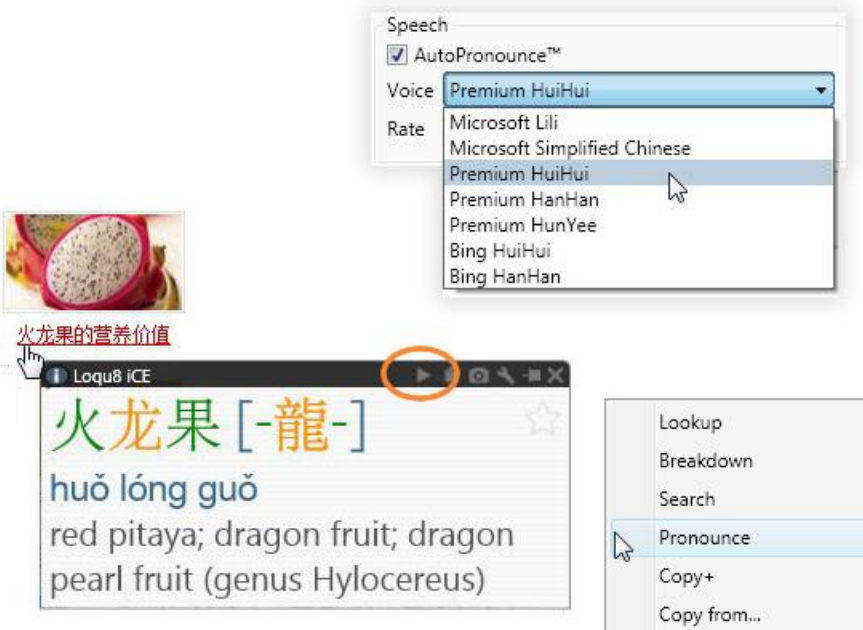 Speech
AutoPronounce™
Voice Premium HuiHui
Rate
Microsoft Lili
Microsoft Simplified Chinese
Premium HuiHui
Premium HanHan
Premium HunYee
Bing HuiHui
Bing HanHan
火龙果的营养价值
Loqu8 iCE
火龙果 [-龍-]
huǒ lóng guǒ
red pitaya; dragon fruit; dragon
pearl fruit (genus Hylocereus)
Lookup
Breakdown
Search
Pronounce
Copy+
Copy from...